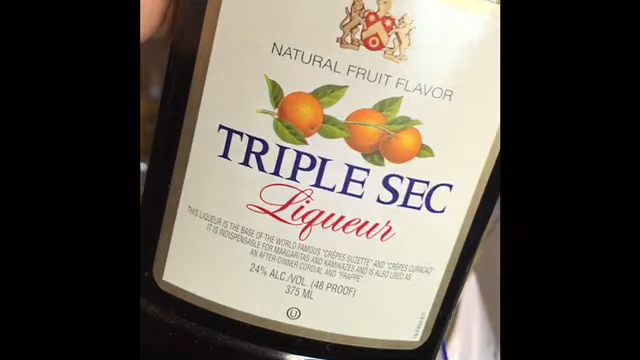 NATURAL FRUIT FLAVOR
TRIPLE SEC
Liqueur
THIS LIQUEUR IS THE BASE OF THE WORLD FAMOUS "CRÊPES SUZETTE" AND "CRÊPES CURACAO"
IT IS INDISPENSABLE FOR MARGARITAS AND KAMIKAZES AND IS ALSO USED AS
AN AFTER-DINNER CORDIAL AND "FRAPPE"
24% ALC./VOL. (48 PROOF)
375 ML
U